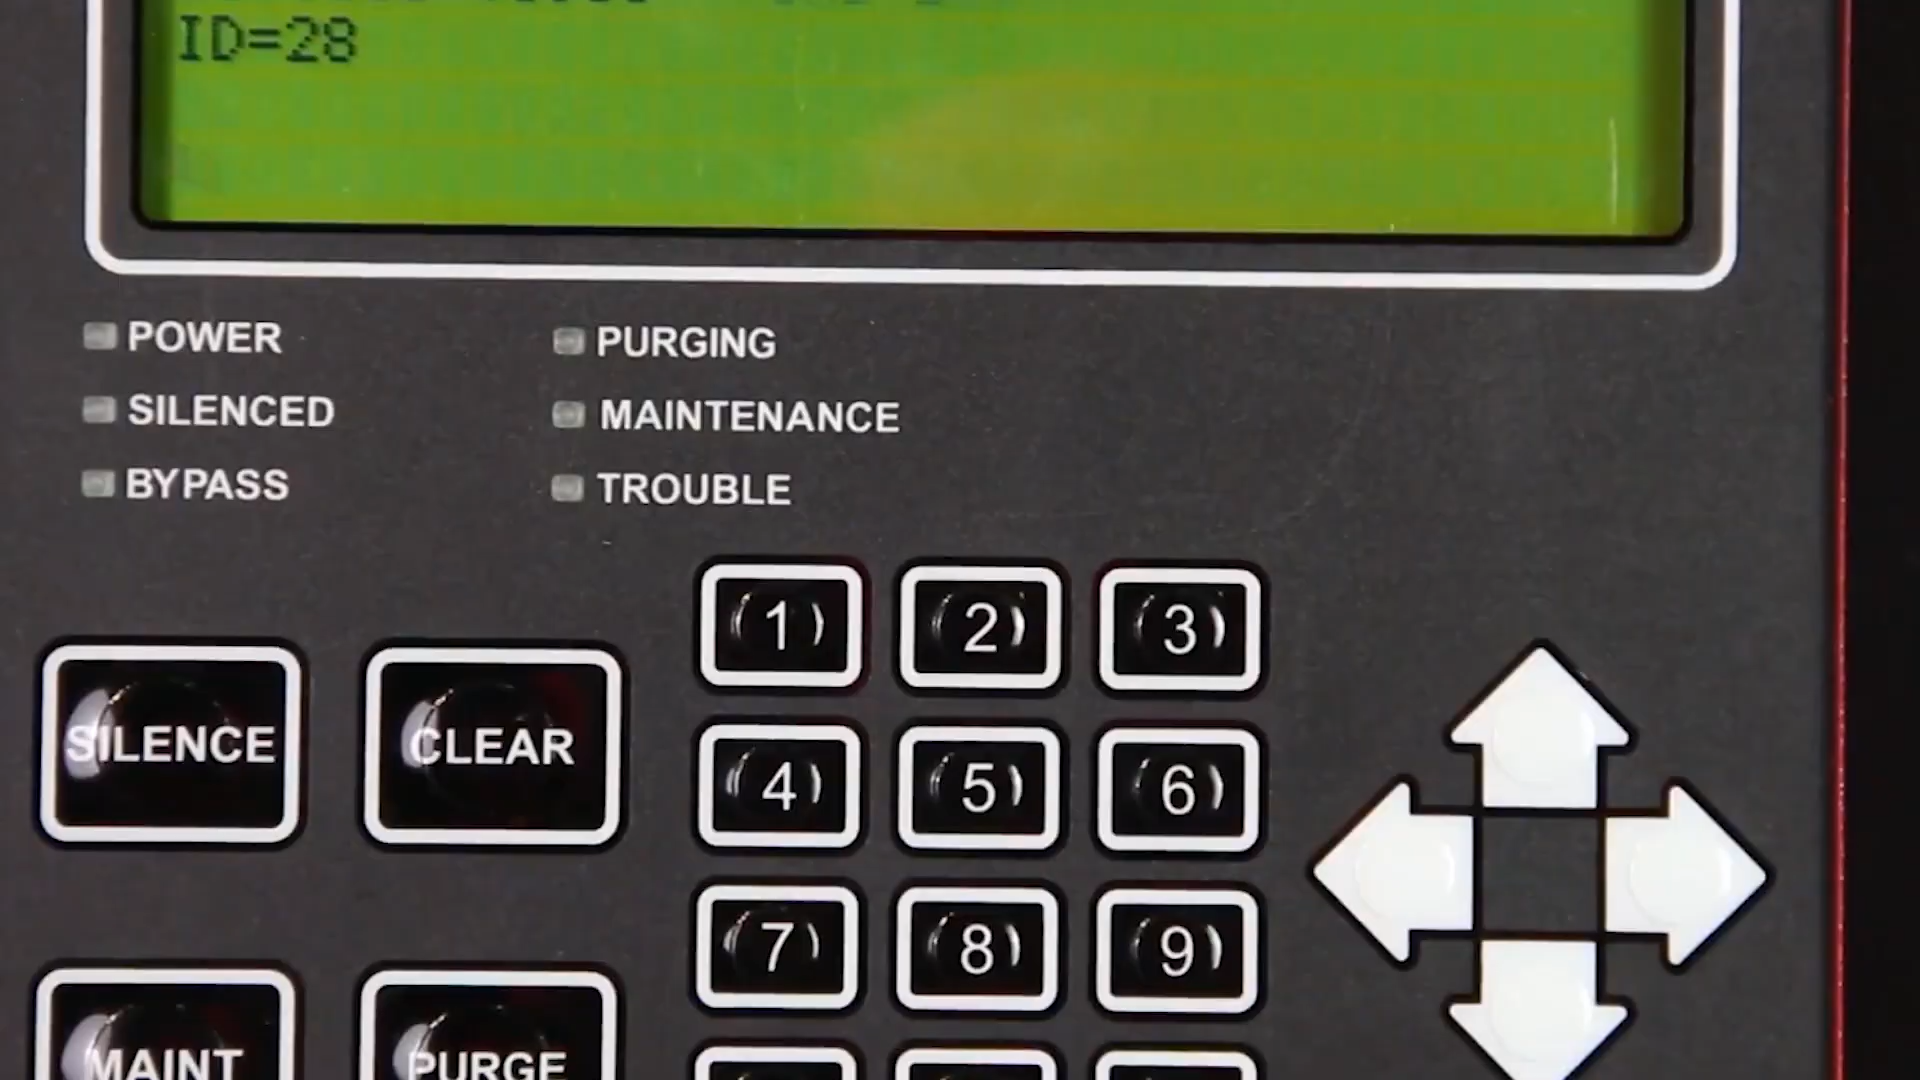 ID=28
POWER PURGING
SILENCED MAINTENANCE
BYPASS TROUBLE
1 2 3
SILENCE CLEAR
4 5 6
7 8 9
MAINT PURGE